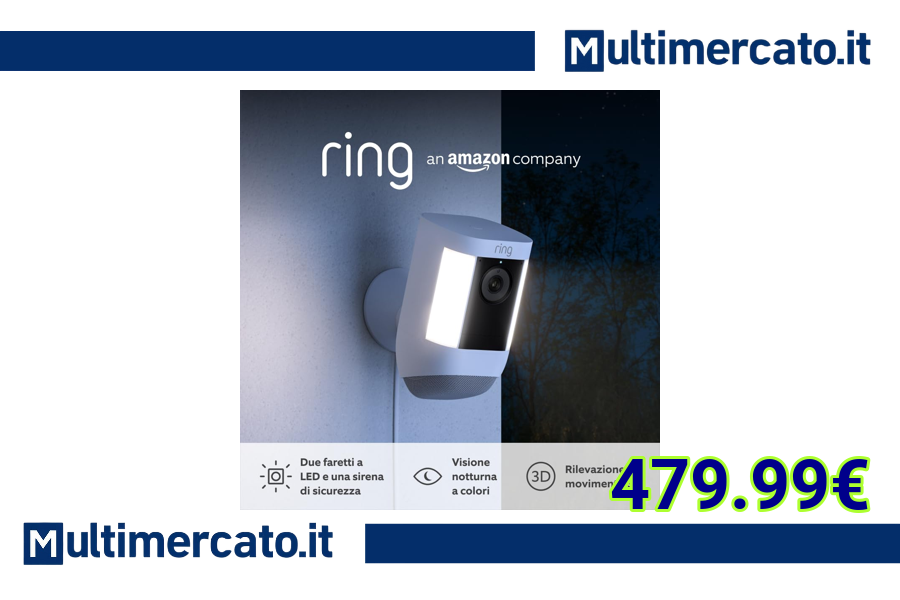 Multimercato.it
ring an amazon company
ring
Due faretti a
LED e una sirena
di sicurezza
Visione
notturna
a colori
3D
Rilevazione
479.99€
Multimercato.it